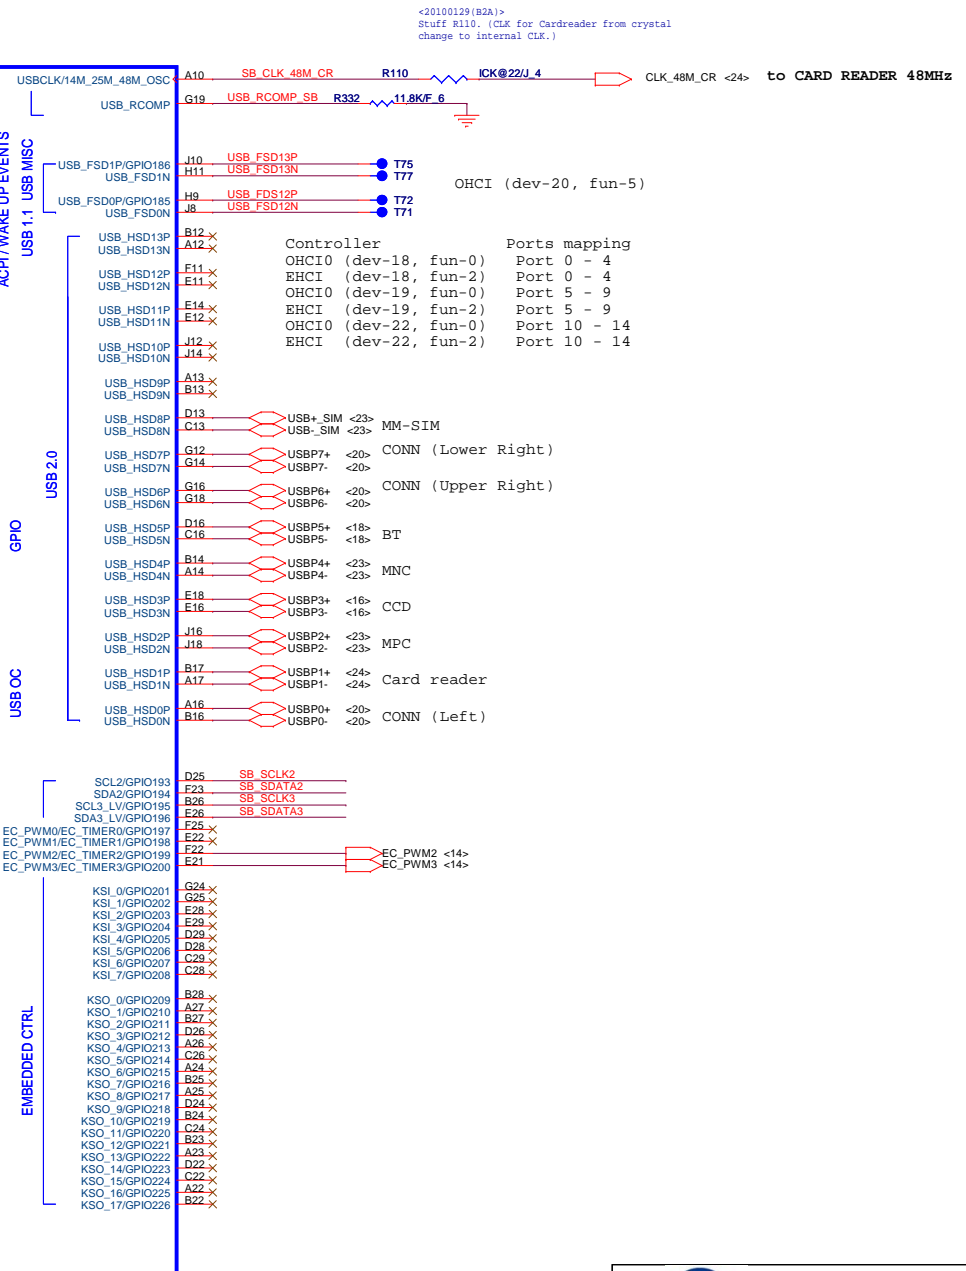 <20100129(B2A)>
Stuff R110. (CLK for Cardreader from crystal
change to internal CLK.)
USBCLK/14M_25M_48M_OSC A10 SB_CLK_48M_CR R110 ICK@22/J_4 CLK_48M_CR <24> to CARD READER 48MHz
USB_RCOMP G19 USB_RCOMP_SB R332 11.8K/F_6
ACPI / WAKE UP EVENTS
USB MISC
USB 1.1
USB_FSD1P/GPIO186 J10 USB_FSD13P T75
USB_FSD1N H11 USB_FSD13N T77
OHCI (dev-20, fun-5)
USB_FSD0P/GPIO185 H9 USB_FDS12P T72
USB_FSD0N J8 USB_FSD12N T71
USB_HSD13P B12
USB_HSD13N A12
Controller Ports mapping
OHCI0 (dev-18, fun-0) Port 0 - 4
EHCI (dev-18, fun-2) Port 0 - 4
OHCI0 (dev-19, fun-0) Port 5 - 9
EHCI (dev-19, fun-2) Port 5 - 9
OHCI0 (dev-22, fun-0) Port 10 - 14
EHCI (dev-22, fun-2) Port 10 - 14
USB_HSD12P F11
USB_HSD12N E11
USB_HSD11P E14
USB_HSD11N E12
USB_HSD10P J12
USB_HSD10N J14
USB_HSD9P A13
USB_HSD9N B13
USB_HSD8P D13 USB+_SIM <23> MM-SIM
USB_HSD8N C13 USB-_SIM <23>
USB 2.0
USB_HSD7P G12 USBP7+ <20> CONN (Lower Right)
USB_HSD7N G14 USBP7- <20>
USB_HSD6P G16 USBP6+ <20> CONN (Upper Right)
USB_HSD6N G18 USBP6- <20>
GPIO
USB_HSD5P D16 USBP5+ <18> BT
USB_HSD5N C16 USBP5- <18>
USB_HSD4P B14 USBP4+ <23> MNC
USB_HSD4N A14 USBP4- <23>
USB_HSD3P E18 USBP3+ <16> CCD
USB_HSD3N E16 USBP3- <16>
USB_HSD2P J16 USBP2+ <23> MPC
USB_HSD2N J18 USBP2- <23>
USB OC
USB_HSD1P B17 USBP1+ <24> Card reader
USB_HSD1N A17 USBP1- <24>
USB_HSD0P A16 USBP0+ <20> CONN (Left)
USB_HSD0N B16 USBP0- <20>
SCL2/GPIO193 D25 SB_SCLK2
SDA2/GPIO194 F23 SB_SDATA2
SCL3_LV/GPIO195 B26 SB_SCLK3
SDA3_LV/GPIO196 E26 SB_SDATA3
EC_PWM0/EC_TIMER0/GPIO197 F25
EC_PWM1/EC_TIMER1/GPIO198 E22
EC_PWM2/EC_TIMER2/GPIO199 F22 EC_PWM2 <14>
EC_PWM3/EC_TIMER3/GPIO200 E21 EC_PWM3 <14>
EMBEDDED CTRL
KSI_0/GPIO201 G24
KSI_1/GPIO202 G25
KSI_2/GPIO203 E28
KSI_3/GPIO204 E29
KSI_4/GPIO205 D29
KSI_5/GPIO206 D28
KSI_6/GPIO207 C29
KSI_7/GPIO208 C28
KSO_0/GPIO209 B28
KSO_1/GPIO210 A27
KSO_2/GPIO211 B27
KSO_3/GPIO212 D26
KSO_4/GPIO213 A26
KSO_5/GPIO214 C26
KSO_6/GPIO215 A24
KSO_7/GPIO216 B25
KSO_8/GPIO217 A25
KSO_9/GPIO218 D24
KSO_10/GPIO219 B24
KSO_11/GPIO220 C24
KSO_12/GPIO221 B23
KSO_13/GPIO222 A23
KSO_14/GPIO223 D22
KSO_15/GPIO224 C22
KSO_16/GPIO225 A22
KSO_17/GPIO226 B22